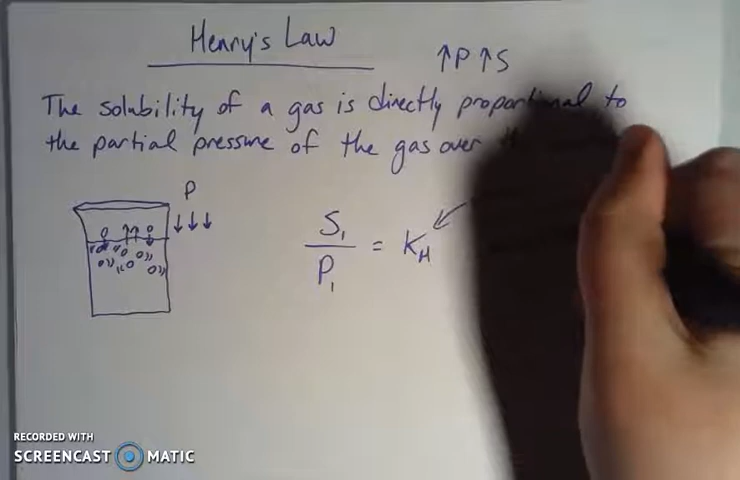 Henry's Law
↑P ↑S
The solubility of a gas is directly proportional to
the partial pressure of the gas over
P
S₁
P₁
= K_H
RECORDED WITH
SCREENCAST MATIC